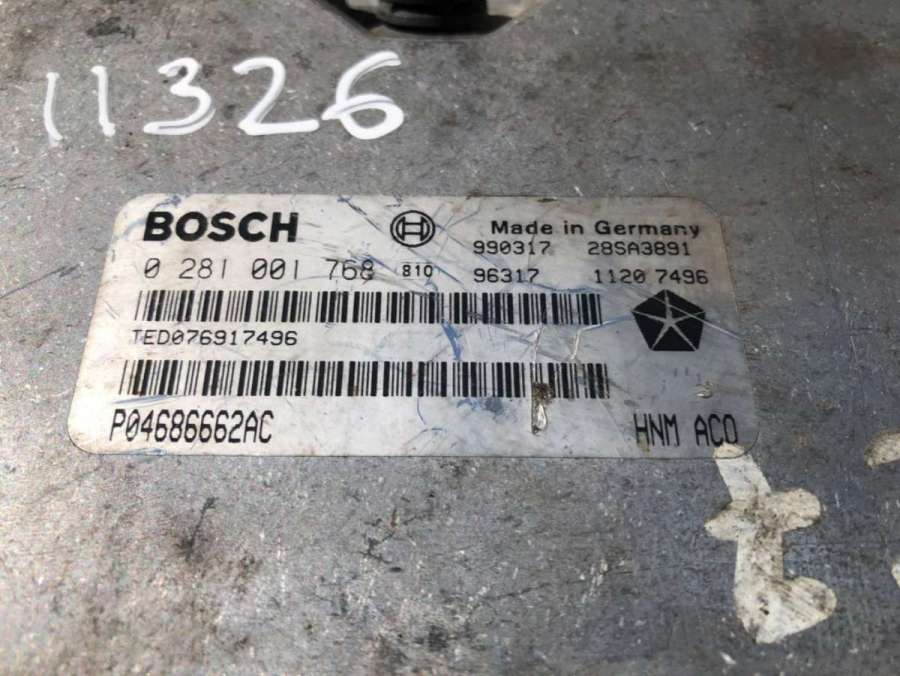 11326
BOSCH Made in Germany
990317 28SA3891
0 281 001 768 810 96317 1120 7496
TED076917496
P04686662AC HNM ACO